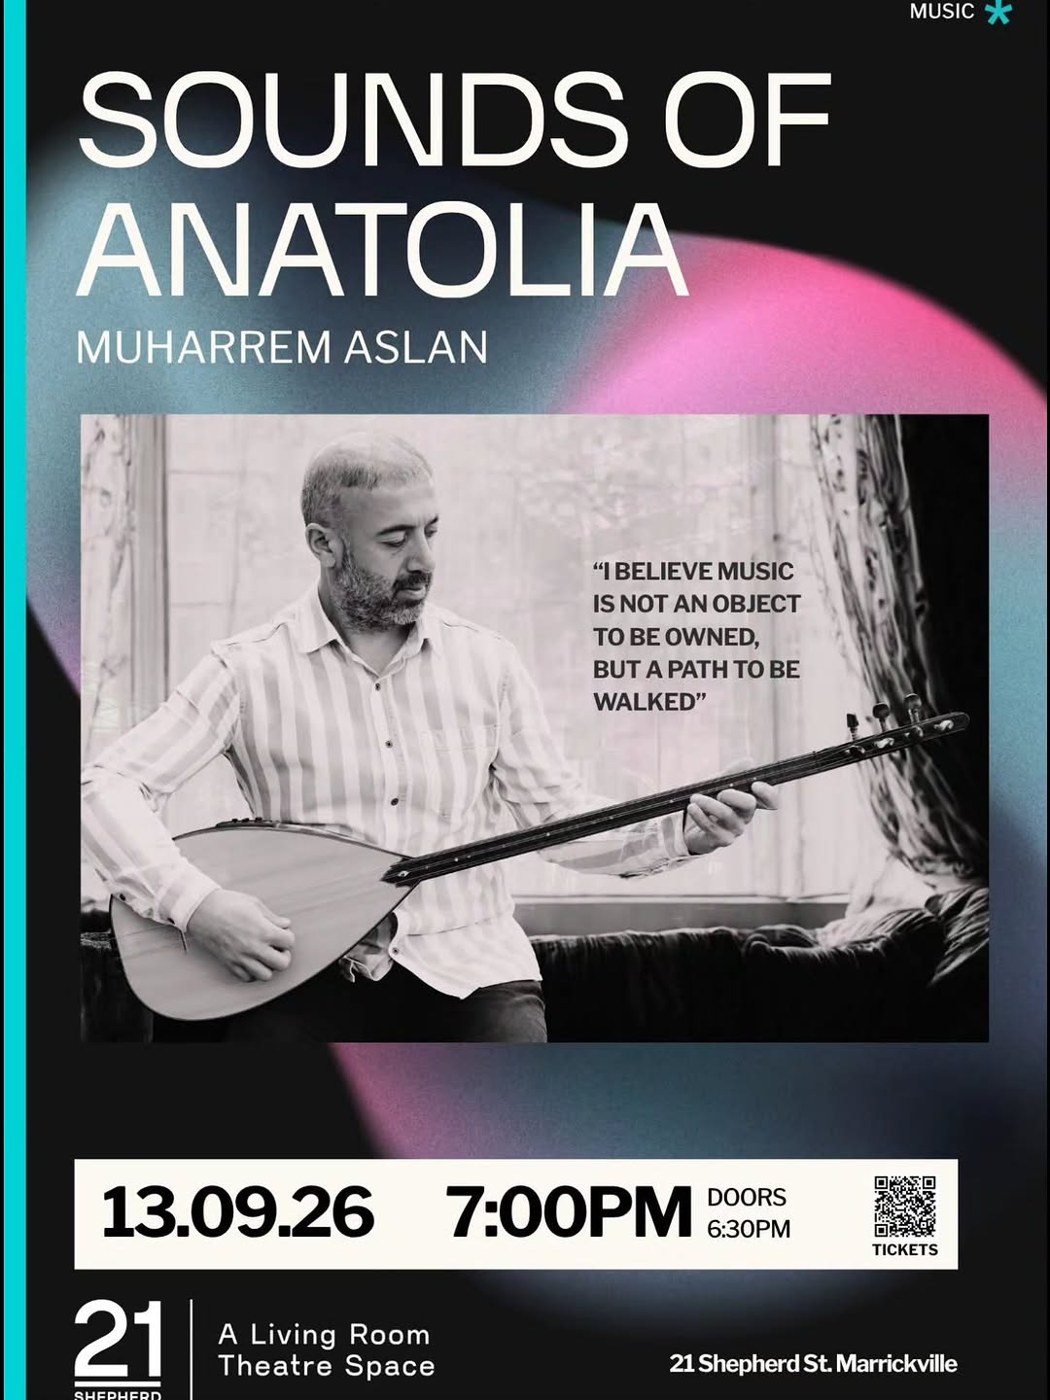 MUSIC
SOUNDS OF
ANATOLIA
MUHARREM ASLAN
“I BELIEVE MUSIC
IS NOT AN OBJECT
TO BE OWNED,
BUT A PATH TO BE
WALKED”
13.09.26 7:00PM DOORS
6:30PM
TICKETS
21
SHEPHERD
A Living Room
Theatre Space
21 Shepherd St. Marrickville